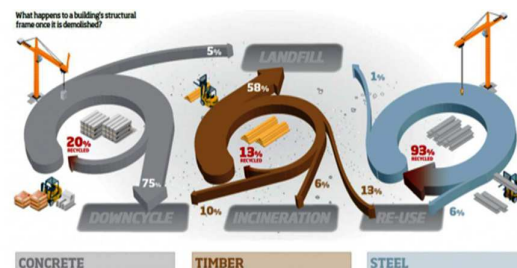 What happens to a building's structural
frame once it is demolished?
5%
LANDFILL
58%
1%
20%
RECYCLED
13%
RECYCLED
93%
RECYCLED
75%
10%
6%
13%
6%
DOWNCYCLE
INCINERATION
RE-USE
CONCRETE
TIMBER
STEEL